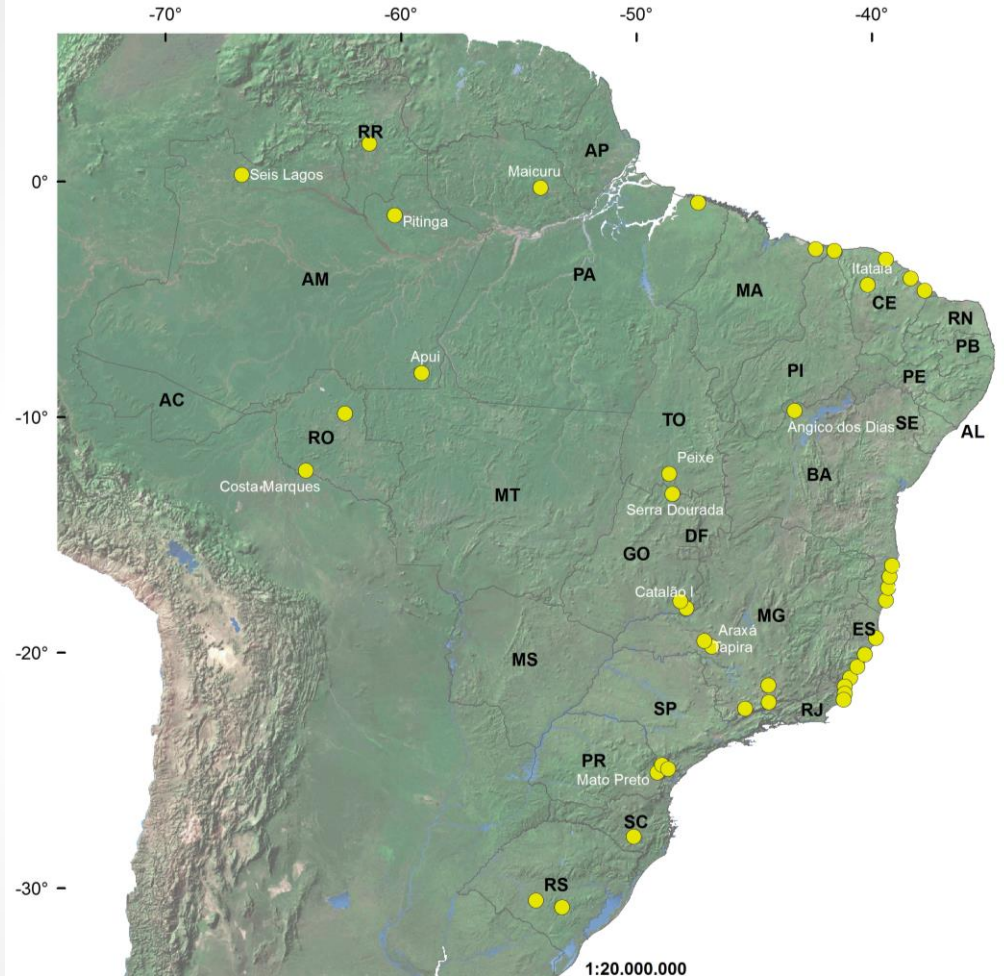 -70°
-60°
-50°
-40°
RR
AP
Maicuru
0°
Seis Lagos
Pitinga
Itataia
AM
PA
MA
CE
RN
PB
Apui
PI
PE
AC
-10°
RO
TO
Angico dos Dias
SE
AL
Peixe
BA
Costa Marques
MT
Serra Dourada
DF
GO
Catalão I
MG
ES
Araxá
Tapira
-20°
MS
SP
RJ
PR
Mato Preto
SC
RS
-30°
1:20.000.000